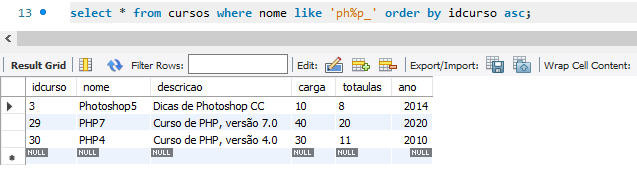 13 select * from cursos where nome like 'ph%p_' order by idcurso asc;
Result Grid Filter Rows: Edit: Export/Import: Wrap Cell Content:
idcurso nome descricao carga totaulas ano
3 Photoshop5 Dicas de Photoshop CC 10 8 2014
29 PHP7 Curso de PHP, versão 7.0 40 20 2020
30 PHP4 Curso de PHP, versão 4.0 30 11 2010
NULL NULL NULL NULL NULL NULL